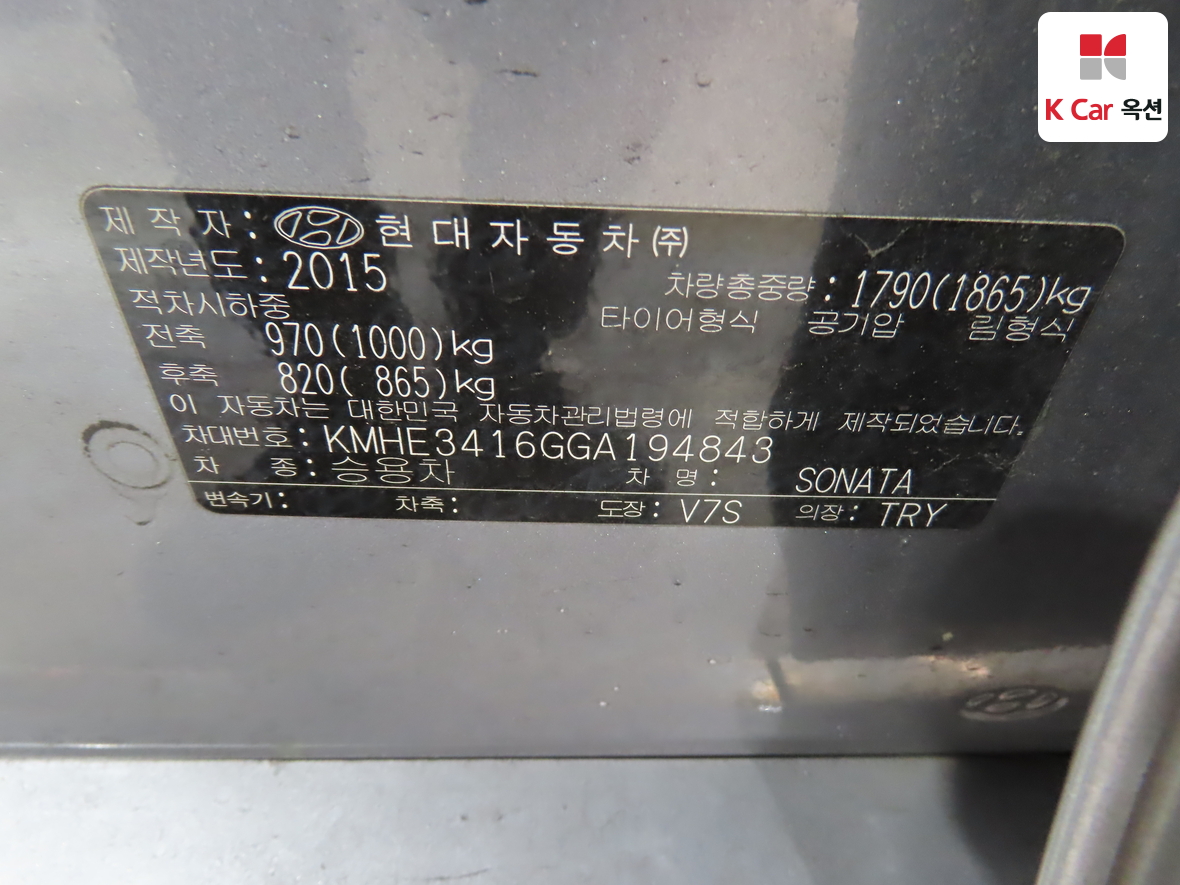 K Car 옥션
제 작 자 : 현 대 자 동 차 ㈜
제작년도 : 2015
차량총중량 : 1790(1865)kg
적차시하중
타이어형식 공기압 림형식
전축 970(1000)kg
후축 820( 865)kg
이 자동차는 대한민국 자동차관리법령에 적합하게 제작되었습니다.
차대번호 : KMHE3416GGA194843
차 종 : 승용차 차 명 : SONATA
변속기 : 차축 : 도장 : V7S 의장 : TRY